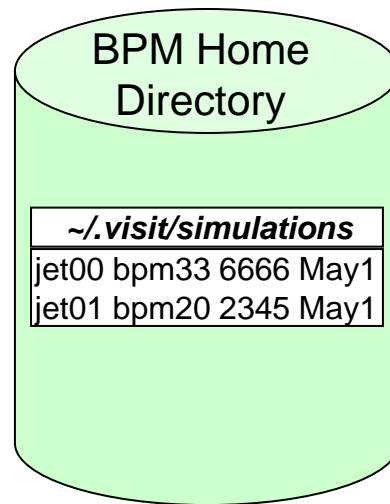 BPM Home
Directory
~/.visit/simulations
jet00 bpm33 6666 May1
jet01 bpm20 2345 May1